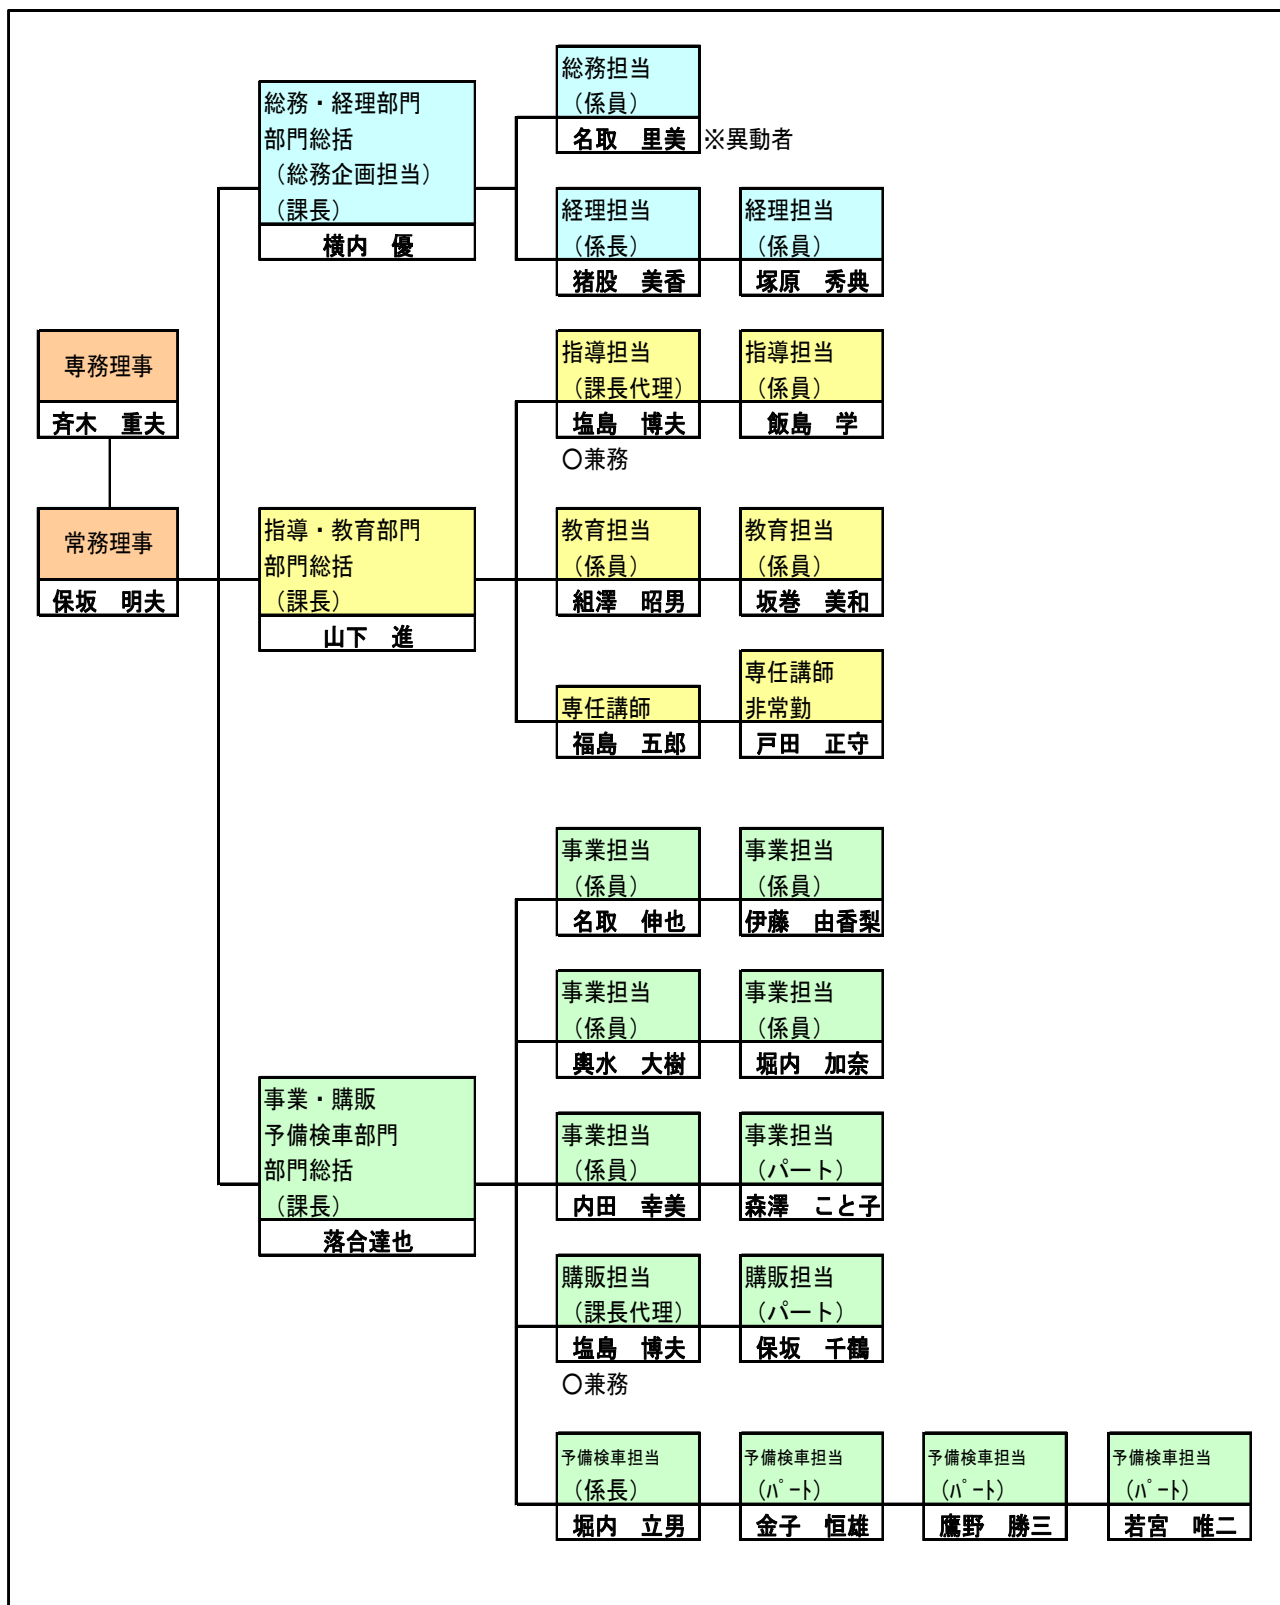 総務担当
（係員）
名取　里美 ※異動者
総務・経理部門
部門総括
（総務企画担当）
（課長）
横内　優
経理担当
（係長）
猪股　美香
経理担当
（係員）
塚原　秀典
専務理事
斉木　重夫
常務理事
保坂　明夫
指導担当
（課長代理）
塩島　博夫
〇兼務
指導担当
（係員）
飯島　学
指導・教育部門
部門総括
（課長）
山下　進
教育担当
（係員）
組澤　昭男
教育担当
（係員）
坂巻　美和
専任講師
福島　五郎
専任講師
非常勤
戸田　正守
事業担当
（係員）
名取　伸也
事業担当
（係員）
伊藤　由香梨
事業担当
（係員）
輿水　大樹
事業担当
（係員）
堀内　加奈
事業・購販
予備検車部門
部門総括
（課長）
落合達也
事業担当
（係員）
内田　幸美
事業担当
（パート）
森澤　こと子
購販担当
（課長代理）
塩島　博夫
〇兼務
購販担当
（パート）
保坂　千鶴
予備検車担当
（係長）
堀内　立男
予備検車担当
（ﾊﾟｰﾄ）
金子　恒雄
予備検車担当
（ﾊﾟｰﾄ）
鷹野　勝三
予備検車担当
（ﾊﾟｰﾄ）
若宮　唯二